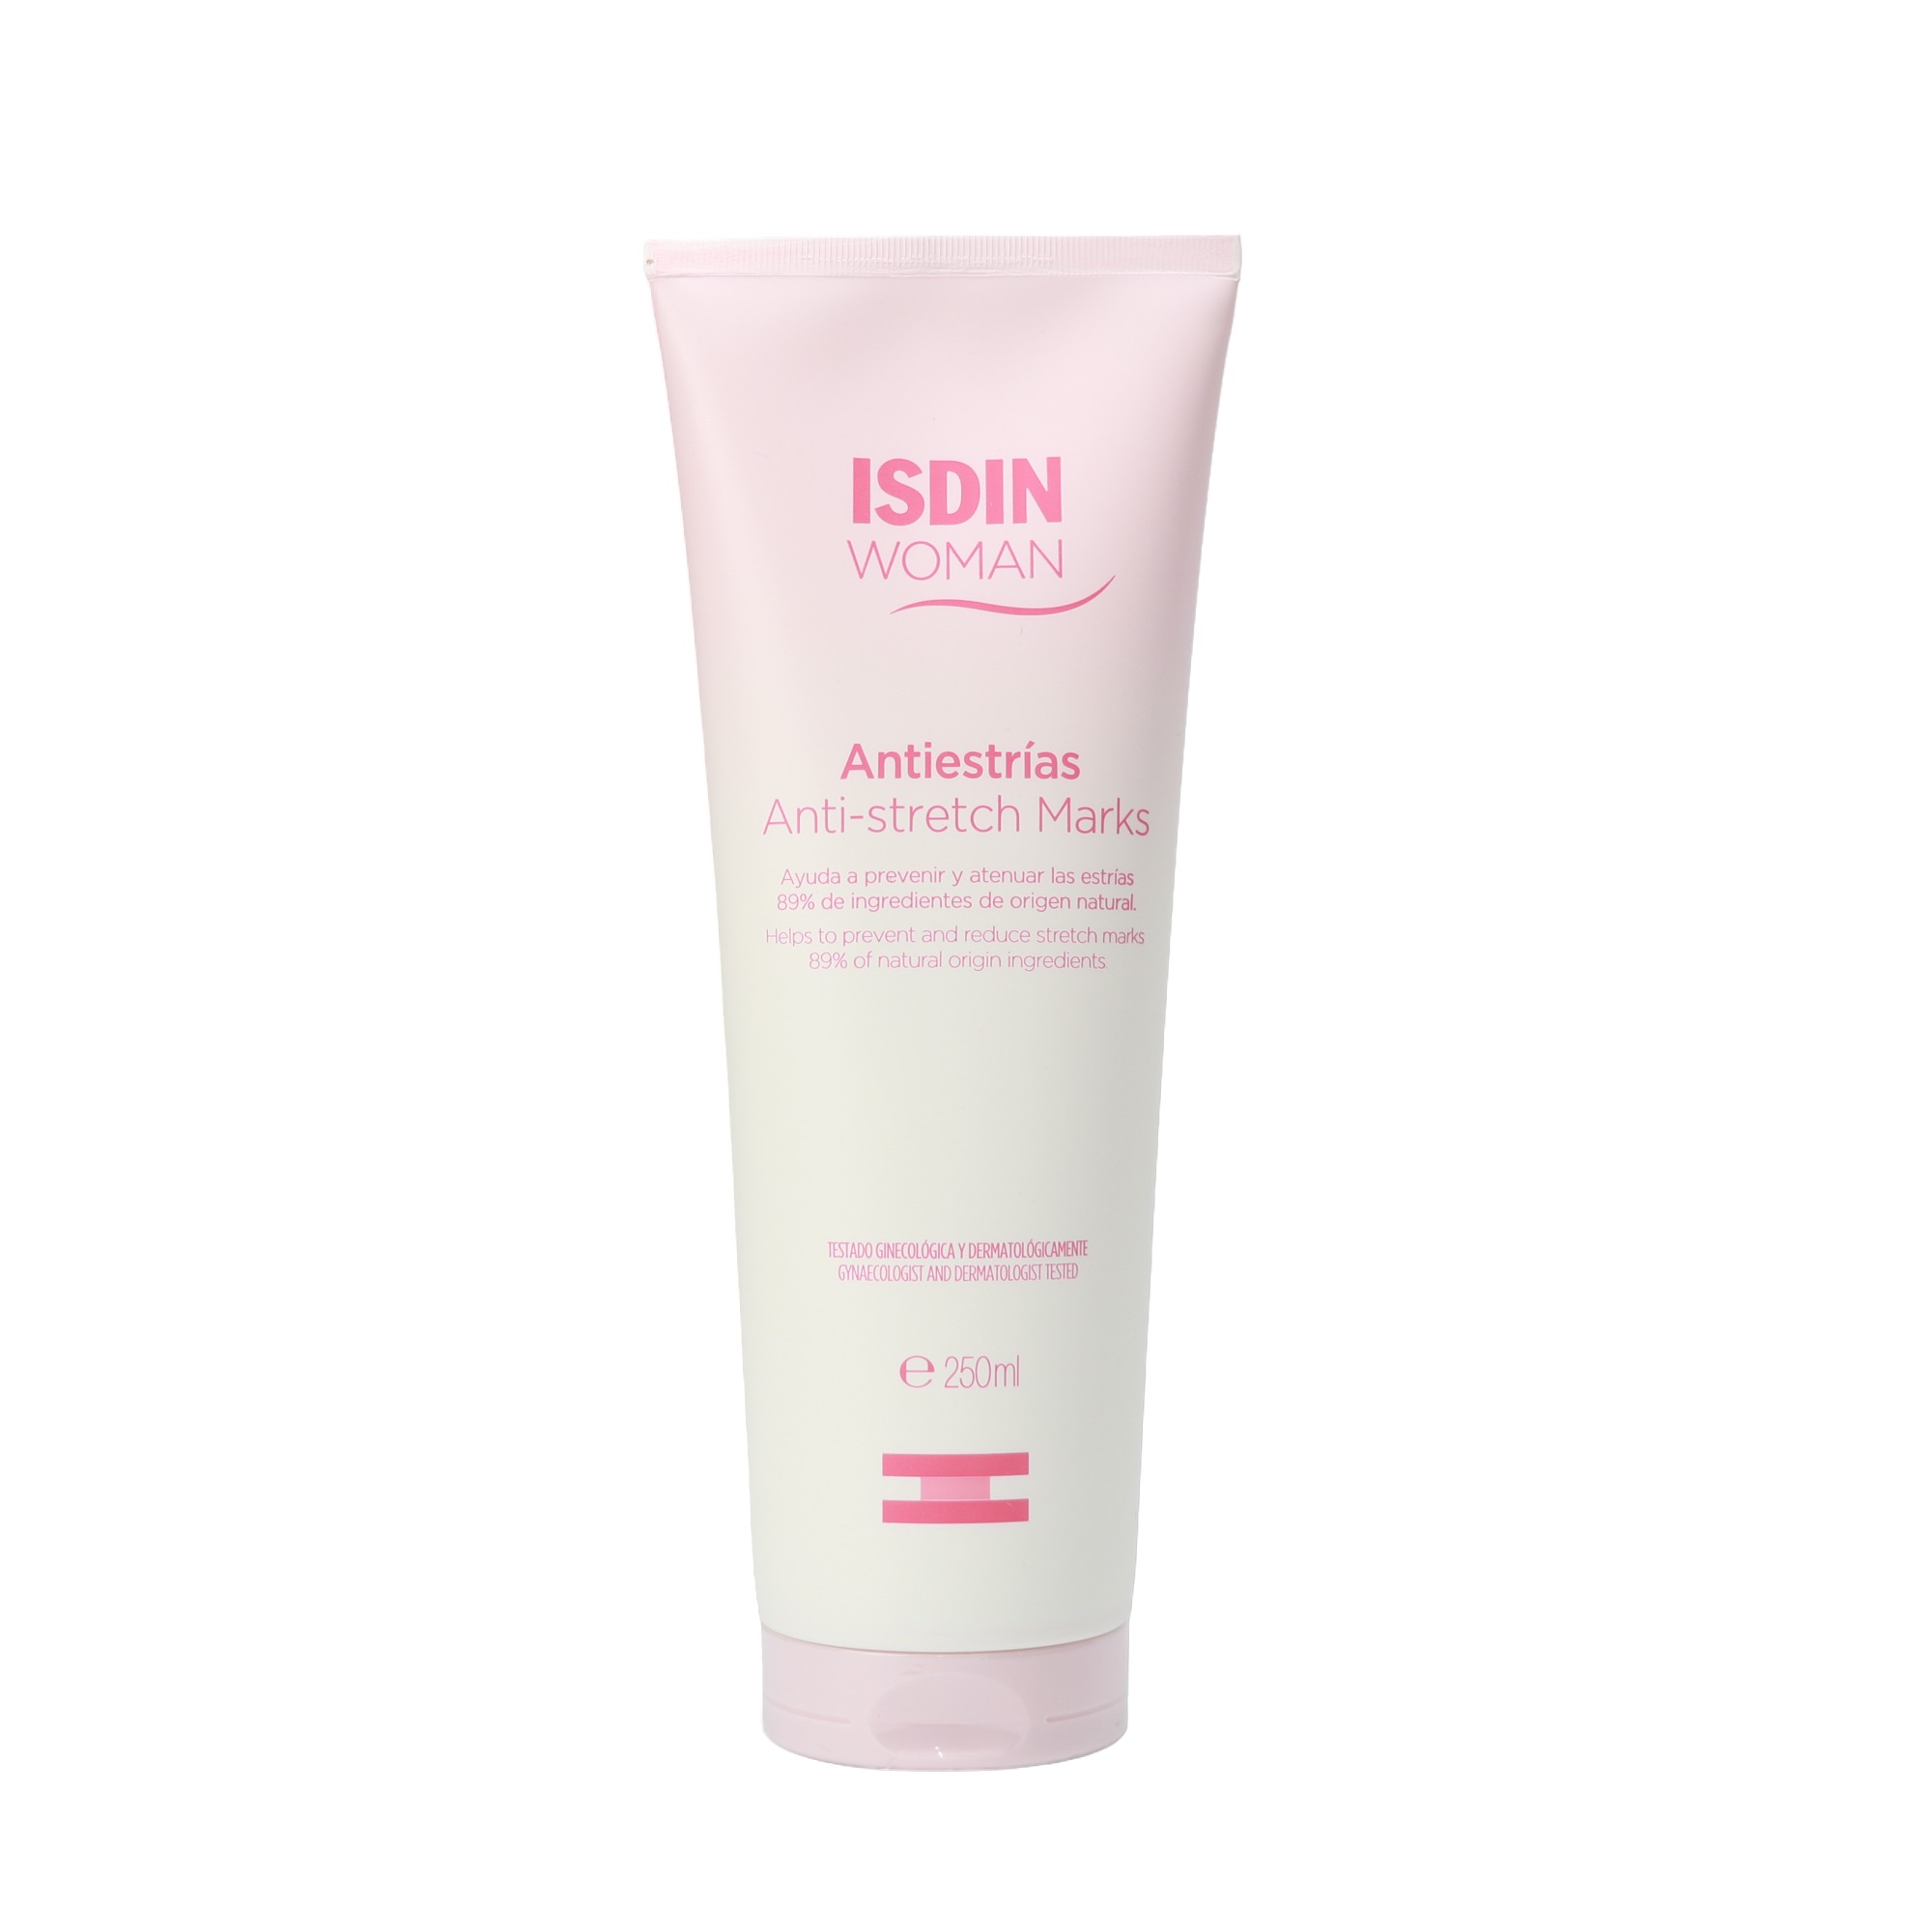 ISDIN
WOMAN
Antiestrías
Anti-stretch Marks
Ayuda a prevenir y atenuar las estrías
89% de ingredientes de origen natural.
Helps to prevent and reduce stretch marks
89% of natural origin ingredients.
TESTADO GINECOLÓGICA Y DERMATOLÓGICAMENTE
GYNAECOLOGIST AND DERMATOLOGIST TESTED
℮ 250ml